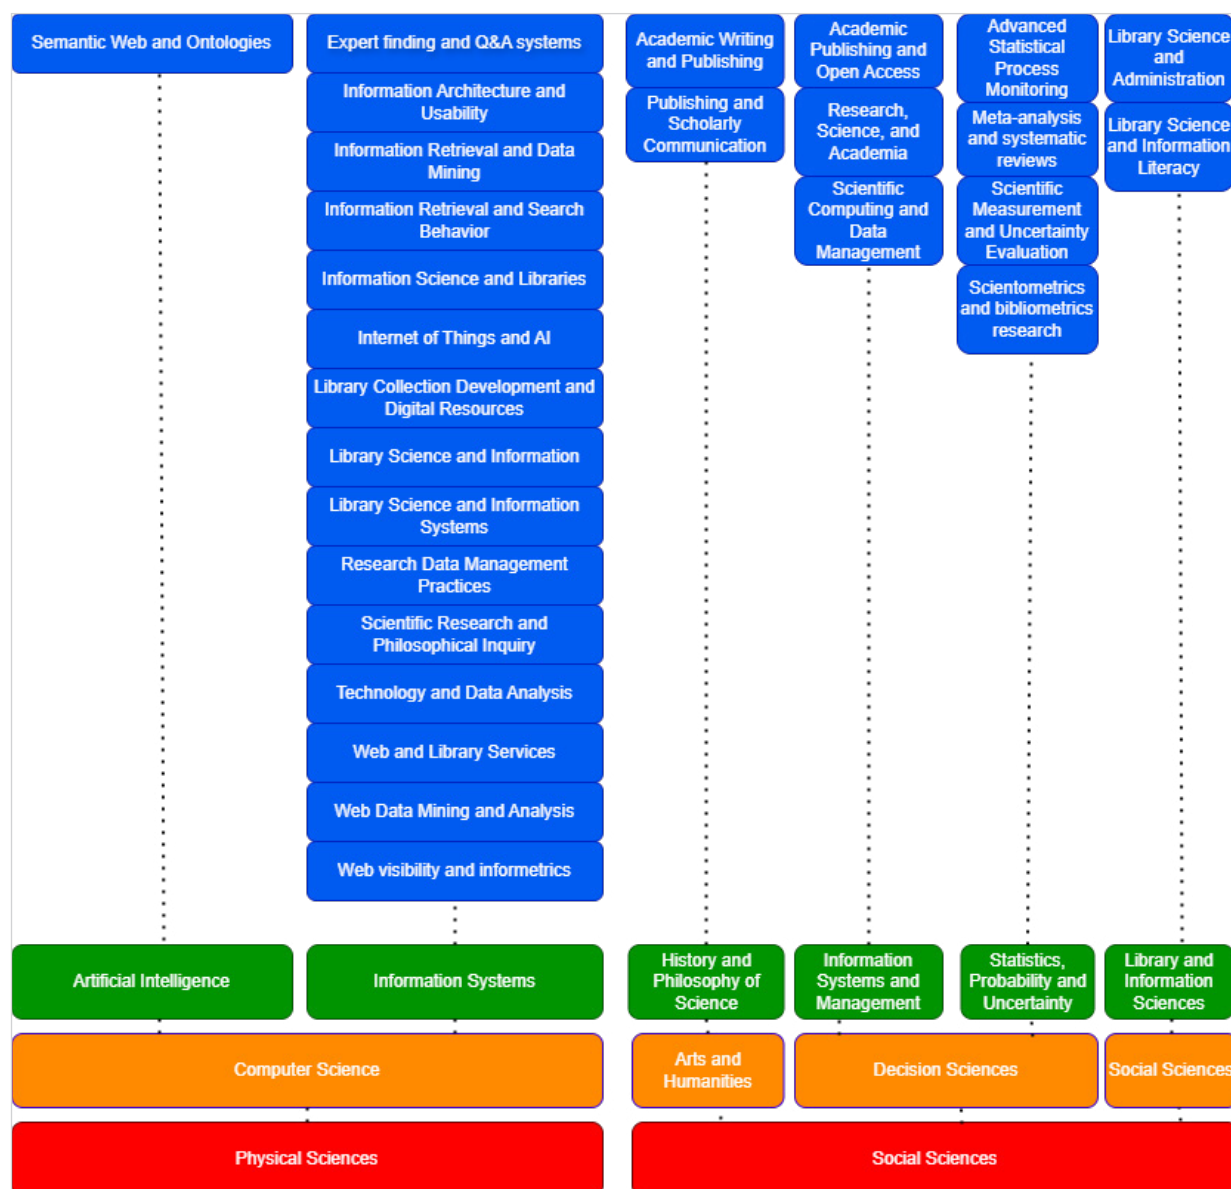 Semantic Web and Ontologies
Expert finding and Q&A systems
Information Architecture and
Usability
Information Retrieval and Data
Mining
Information Retrieval and Search
Behavior
Information Science and Libraries
Internet of Things and AI
Library Collection Development and
Digital Resources
Library Science and Information
Library Science and Information
Systems
Research Data Management
Practices
Scientific Research and
Philosophical Inquiry
Technology and Data Analysis
Web and Library Services
Web Data Mining and Analysis
Web visibility and informetrics
Academic Writing
and Publishing
Publishing and
Scholarly
Communication
Academic
Publishing and
Open Access
Research,
Science, and
Academia
Scientific
Computing and
Data
Management
Advanced
Statistical
Process
Monitoring
Meta-analysis
and systematic
reviews
Scientific
Measurement
and Uncertainty
Evaluation
Scientometrics
and bibliometrics
research
Library Science
and
Administration
Library Science
and Information
Literacy
Artificial Intelligence
Information Systems
History and
Philosophy of
Science
Information
Systems and
Management
Statistics,
Probability and
Uncertainty
Library and
Information
Sciences
Computer Science
Arts and
Humanities
Decision Sciences
Social Sciences
Physical Sciences
Social Sciences